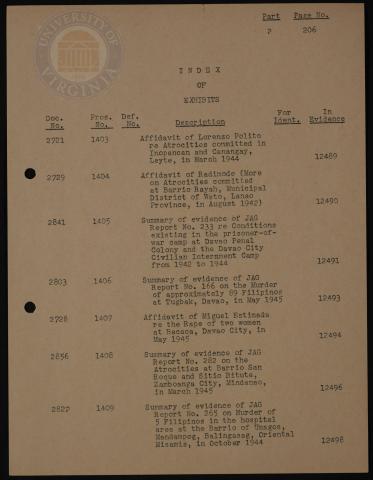 Part Page No.
P 206
UNIVERSITY OF VIRGINIA
INDEX
OF
EXHIBITS
Doc. No. Pros. No. Def. No. Description For Ident. In Evidence
2721 1403 Affidavit of Lorenzo Polito
re Atrocities committed in
Inopancan and Canangay,
Leyte, in March 1944 12489
2729 1404 Affidavit of Radinado (More
on Atrocities committed
at Barrio Rayah, Municipal
District of Wato, Lanao
Province, in August 1942) 12490
2841 1405 Summary of evidence of JAG
Report No. 233 re Conditions
existing in the prisoner-of-
war camp at Davao Penal
Colony and the Davao City
Civilian Internment Camp
from 1942 to 1944 12491
2803 1406 Summary of evidence of JAG
Report No. 166 on the Murder
of approximately 89 Filipinos
at Tugbak, Davao, in May 1945 12493
2728 1407 Affidavit of Miguel Estimada
re the Rape of two women
at Bacaca, Davao City, in
May 1945 12494
2856 1408 Summary of evidence of JAG
Report No. 282 on the
Atrocities at Barrio San
Roque and Sitio Bitute,
Zamboanga City, Mindanao,
in March 1945 12496
2822 1409 Summary of evidence of JAG
Report No. 265 on Murder of
5 Filipinos in the hospital
area at the Barrio of Umagos,
Mandampog, Balingasag, Oriental
Misamis, in October 1944 12498